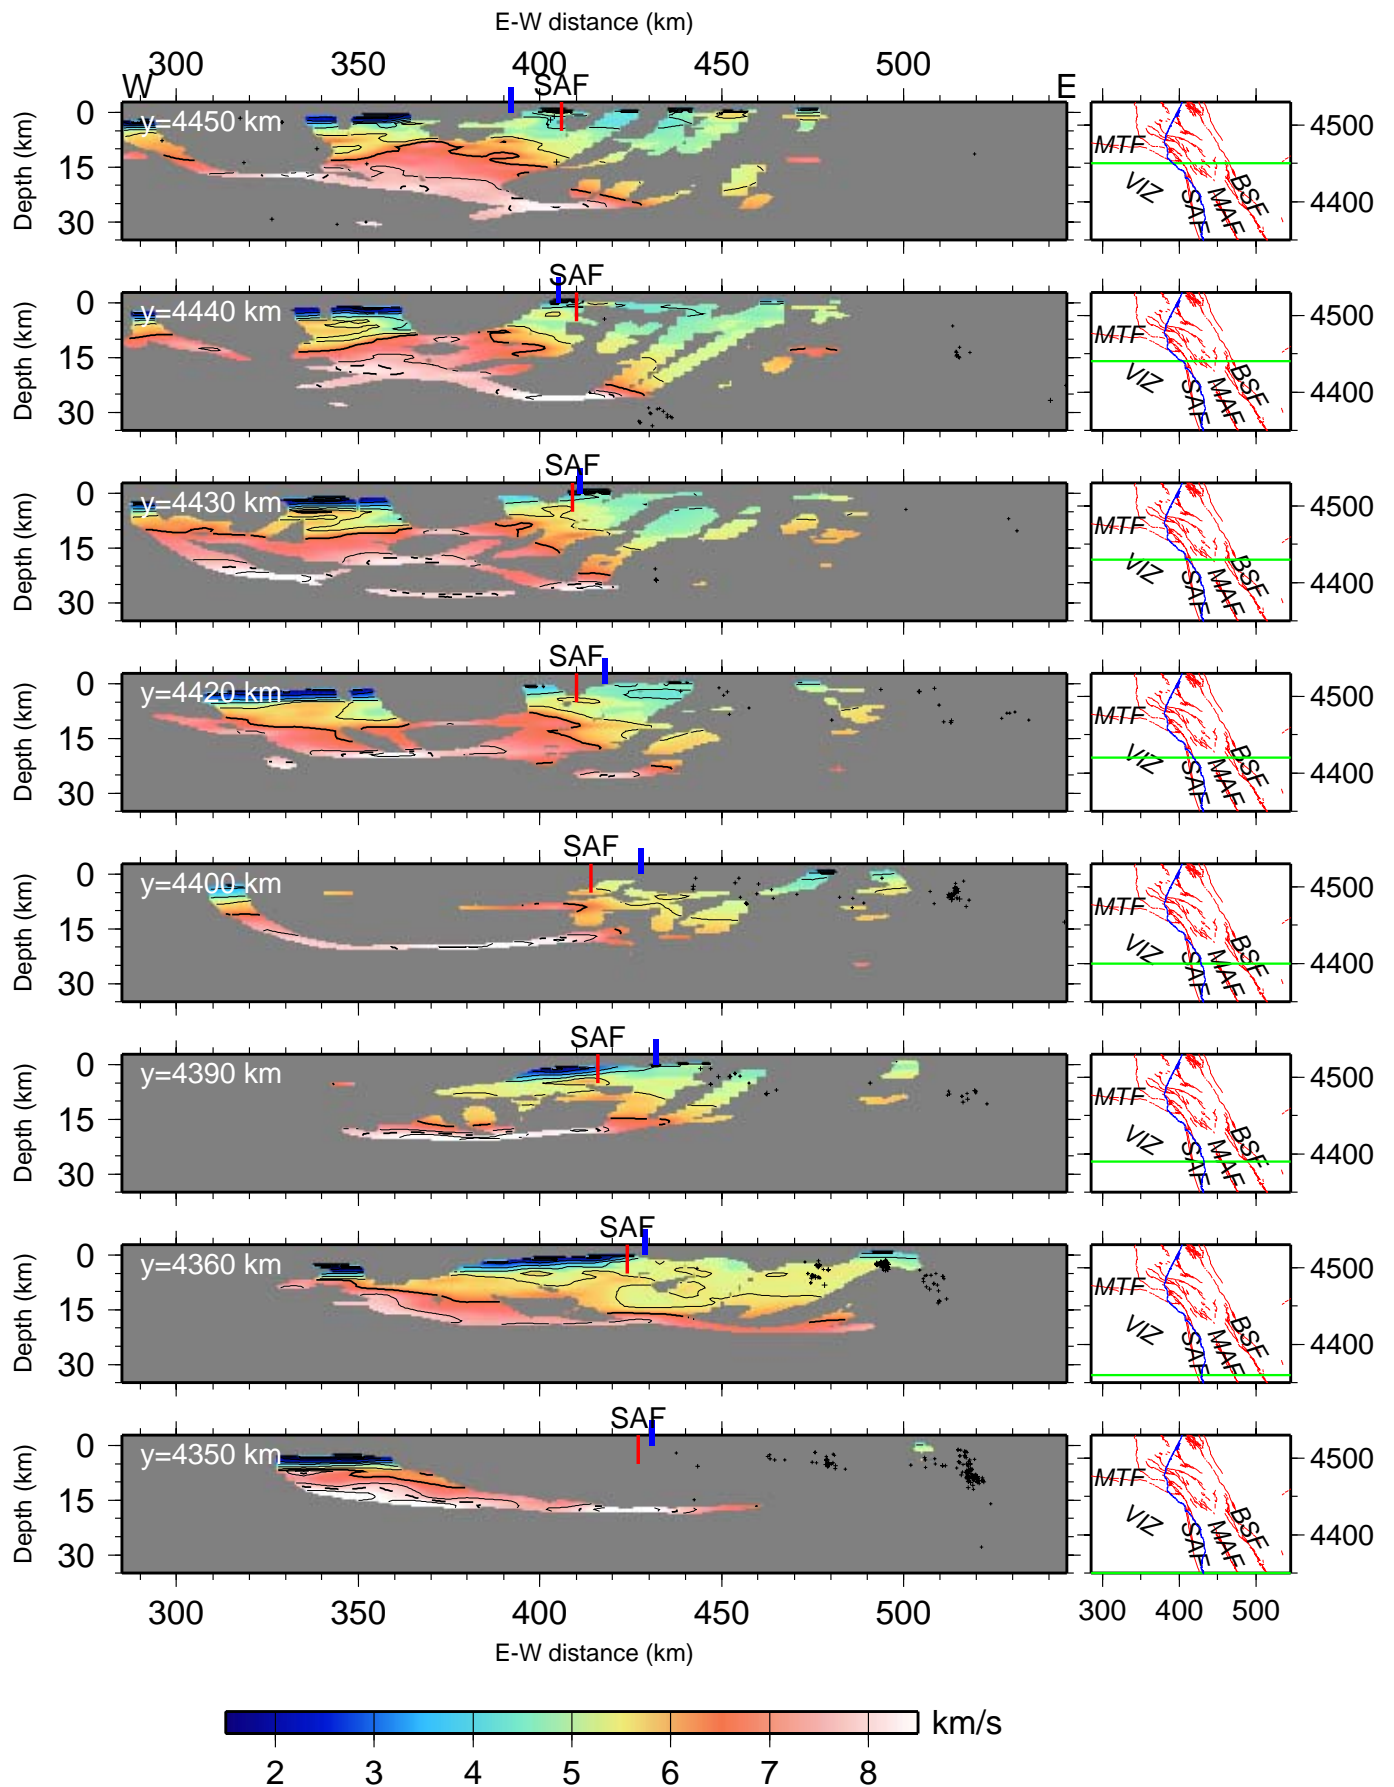 E-W distance (km)
300 350 400 450 500
W SAF E
0 15 30 Depth (km)
y=4450 km
MTF VIZ SAF MAF BSF
4500 4400
SAF
0 15 30 Depth (km)
y=4440 km
MTF VIZ SAF MAF BSF
4500 4400
SAF
0 15 30 Depth (km)
y=4430 km
MTF VIZ SAF MAF BSF
4500 4400
SAF
0 15 30 Depth (km)
y=4420 km
MTF VIZ SAF MAF BSF
4500 4400
SAF
0 15 30 Depth (km)
y=4400 km
MTF VIZ SAF MAF BSF
4500 4400
SAF
0 15 30 Depth (km)
y=4390 km
MTF VIZ SAF MAF BSF
4500 4400
SAF
0 15 30 Depth (km)
y=4360 km
MTF VIZ SAF MAF BSF
4500 4400
SAF
0 15 30 Depth (km)
y=4350 km
MTF VIZ SAF MAF BSF
4500 4400
300 350 400 450 500
300 400 500
E-W distance (km)
km/s
2 3 4 5 6 7 8